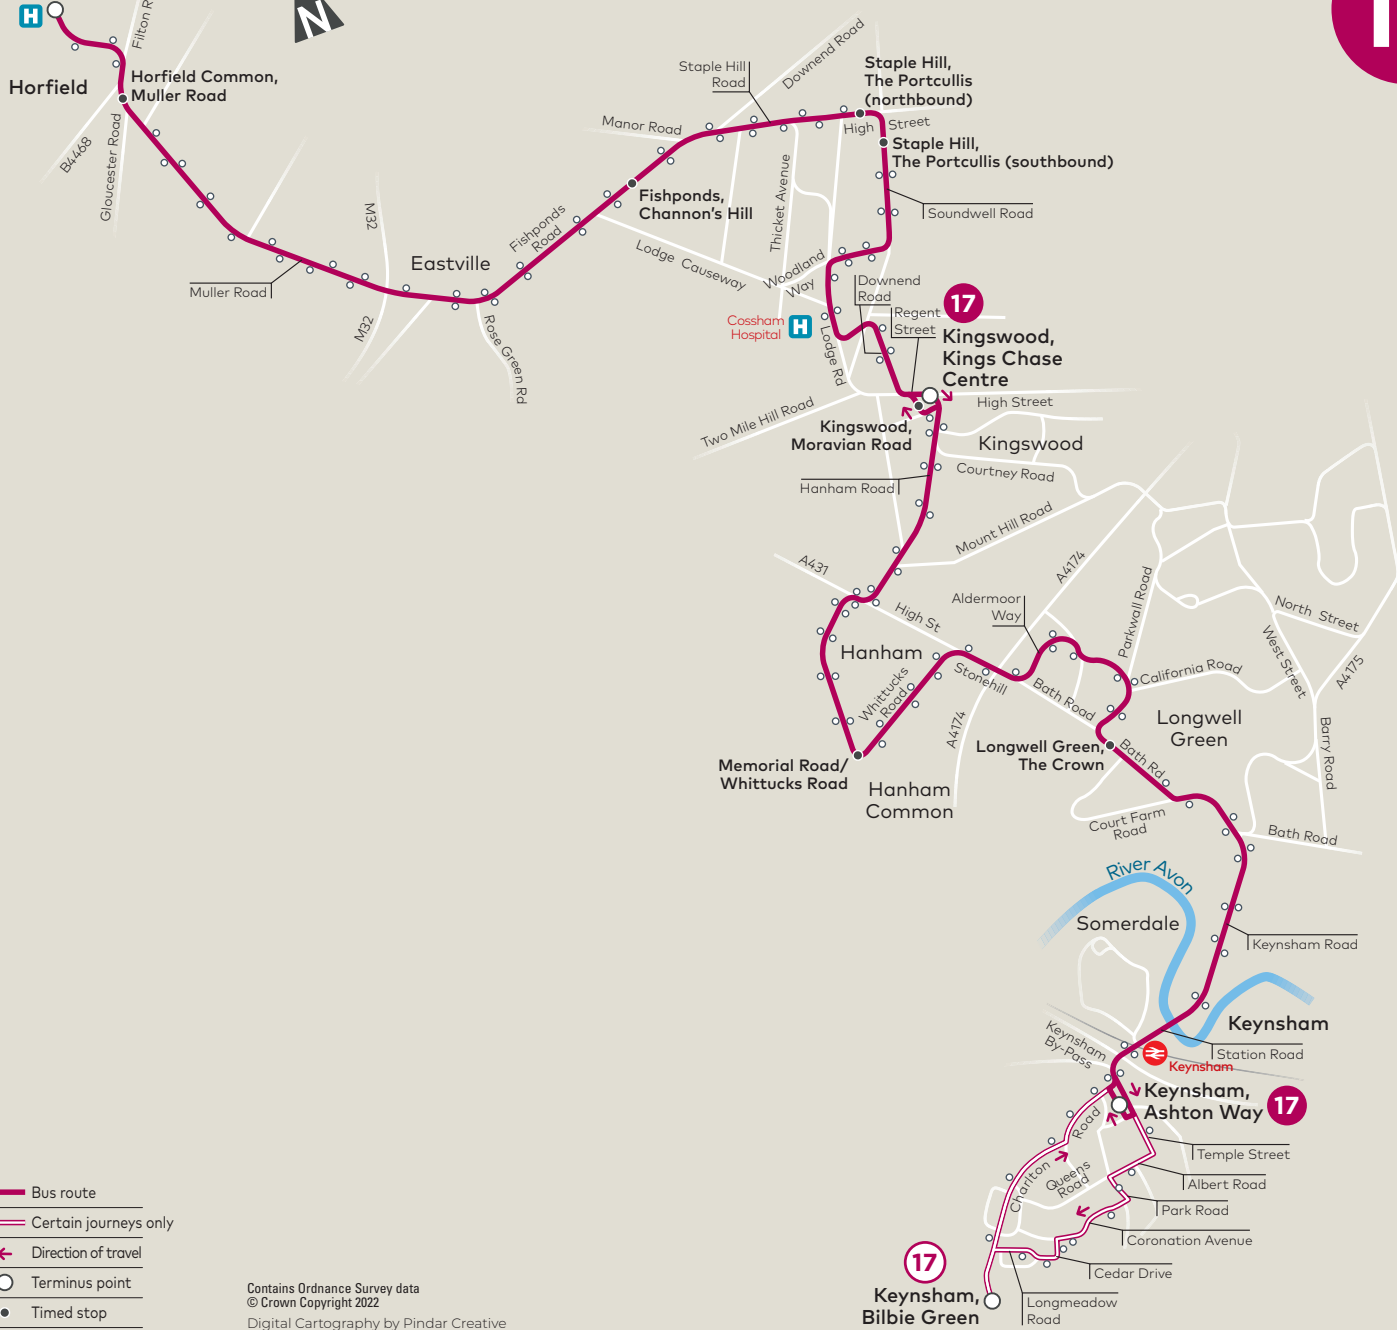 H
Horfield
Filton R
N
1
Horfield Common,
Muller Road
B4468
Gloucester Road
Muller Road
M32
M32
Eastville
Rose Green Rd
Fishponds
Road
Fishponds,
Channon's Hill
Manor Road
Staple Hill
Road
Downend Road
Staple Hill,
The Portcullis
(northbound)
High Street
Staple Hill,
The Portcullis (southbound)
Soundwell Road
Thicket Avenue
Lodge Causeway
Woodland
Way
Downend
Road
Regent
Street
17
Cossham
Hospital
H
Lodge Rd
Kingswood,
Kings Chase
Centre
High Street
Two Mile Hill Road
Kingswood,
Moravian Road
Kingswood
Courtney Road
Hanham Road
Mount Hill Road
A431
High St
A4174
Aldermoor
Way
Parkwall Road
North Street
West Street
A4175
Hanham
Whittucks
Road
Stonehill
Bath Road
California Road
A4174
Longwell
Green
Barry Road
Longwell Green,
The Crown
Bath Rd
Memorial Road/
Whittucks Road
Hanham
Common
Court Farm
Road
Bath Road
River Avon
Somerdale
Keynsham Road
Keynsham
Keynsham
By-Pass
Station Road
Keynsham
Keynsham,
Ashton Way
17
Charlton Road
Queens
Road
Temple Street
Albert Road
Park Road
Coronation Avenue
Cedar Drive
Longmeadow
Road
17
Keynsham,
Bilbie Green
Bus route
Certain journeys only
Direction of travel
Terminus point
Timed stop
Contains Ordnance Survey data
© Crown Copyright 2022
Digital Cartography by Pindar Creative